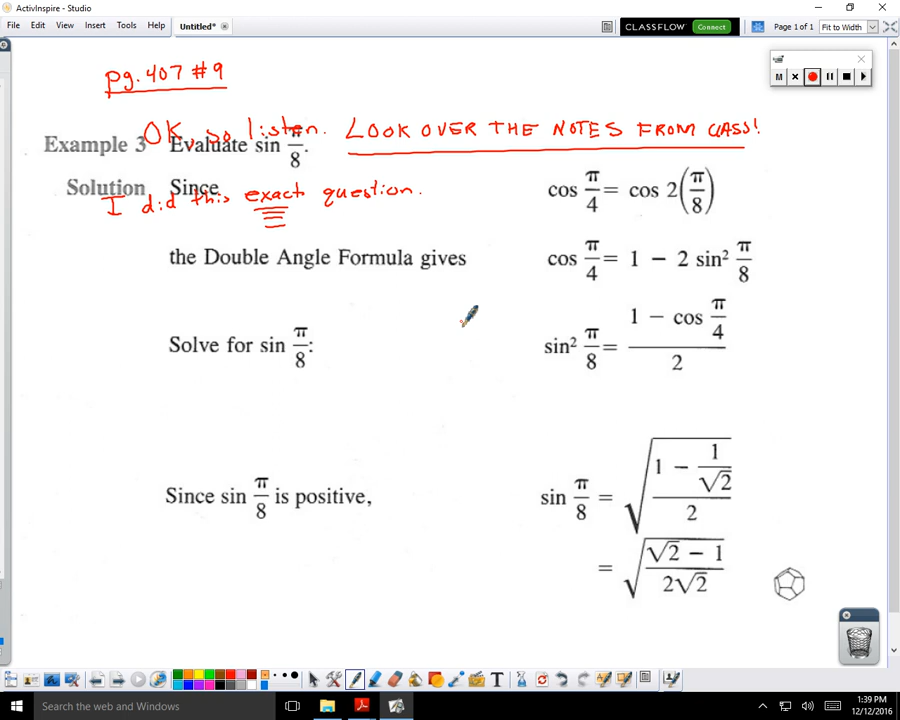 ActivInspire - Studio
File Edit View Insert Tools Help Untitled* CLASSFLOW Connect Page 1 of 1 Fit to Width
pg. 407 #9
OK, so listen. LOOK OVER THE NOTES FROM CLASS!
Example 3 Evaluate sin π/8.
Solution Since cos π/4 = cos 2(π/8)
I did this exact question.
the Double Angle Formula gives cos π/4 = 1 − 2 sin² π/8
Solve for sin π/8: sin² π/8 = (1 − cos π/4)/2
Since sin π/8 is positive, sin π/8 = √((1 − 1/√2)/2)
= √((√2 − 1)/(2√2))
Search the web and Windows
1:39 PM
12/12/2016